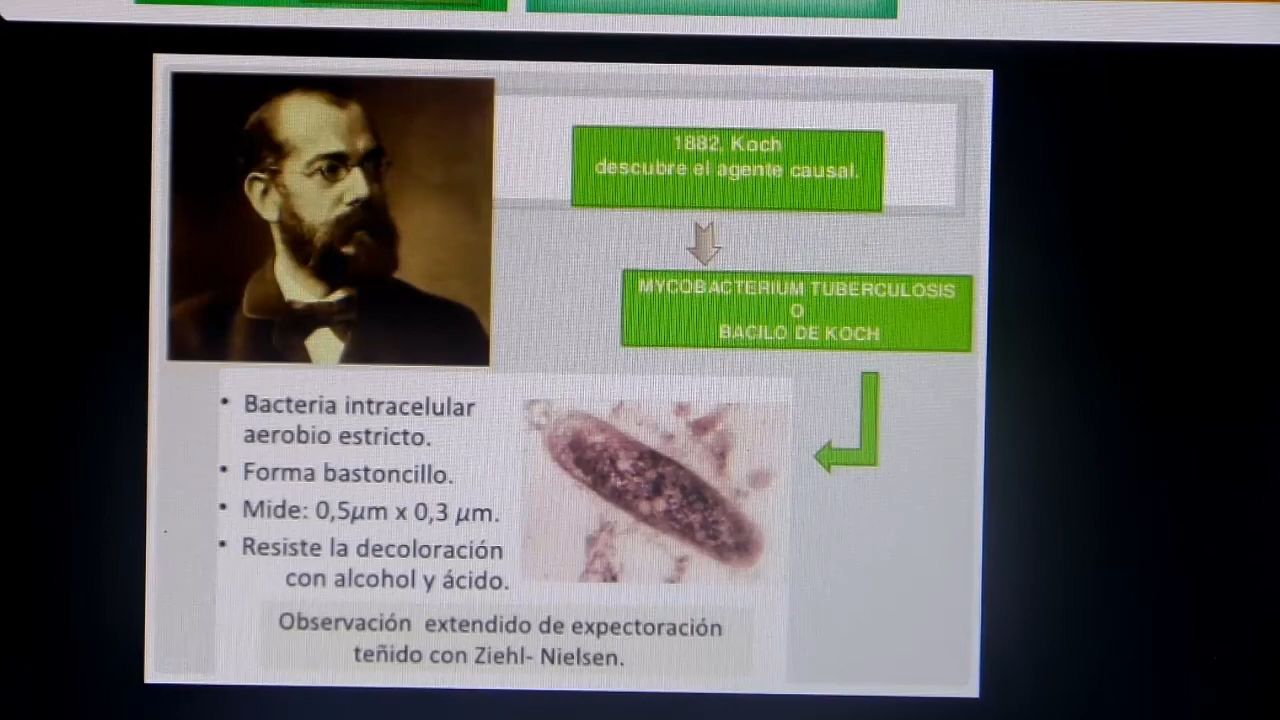 1882, Koch
descubre el agente causal.
MYCOBACTERIUM TUBERCULOSIS
O
BACILO DE KOCH
• Bacteria intracelular
aerobio estricto.
• Forma bastoncillo.
• Mide: 0,5µm x 0,3 µm.
• Resiste la decoloración
con alcohol y ácido.
Observación extendido de expectoración
teñido con Ziehl- Nielsen.